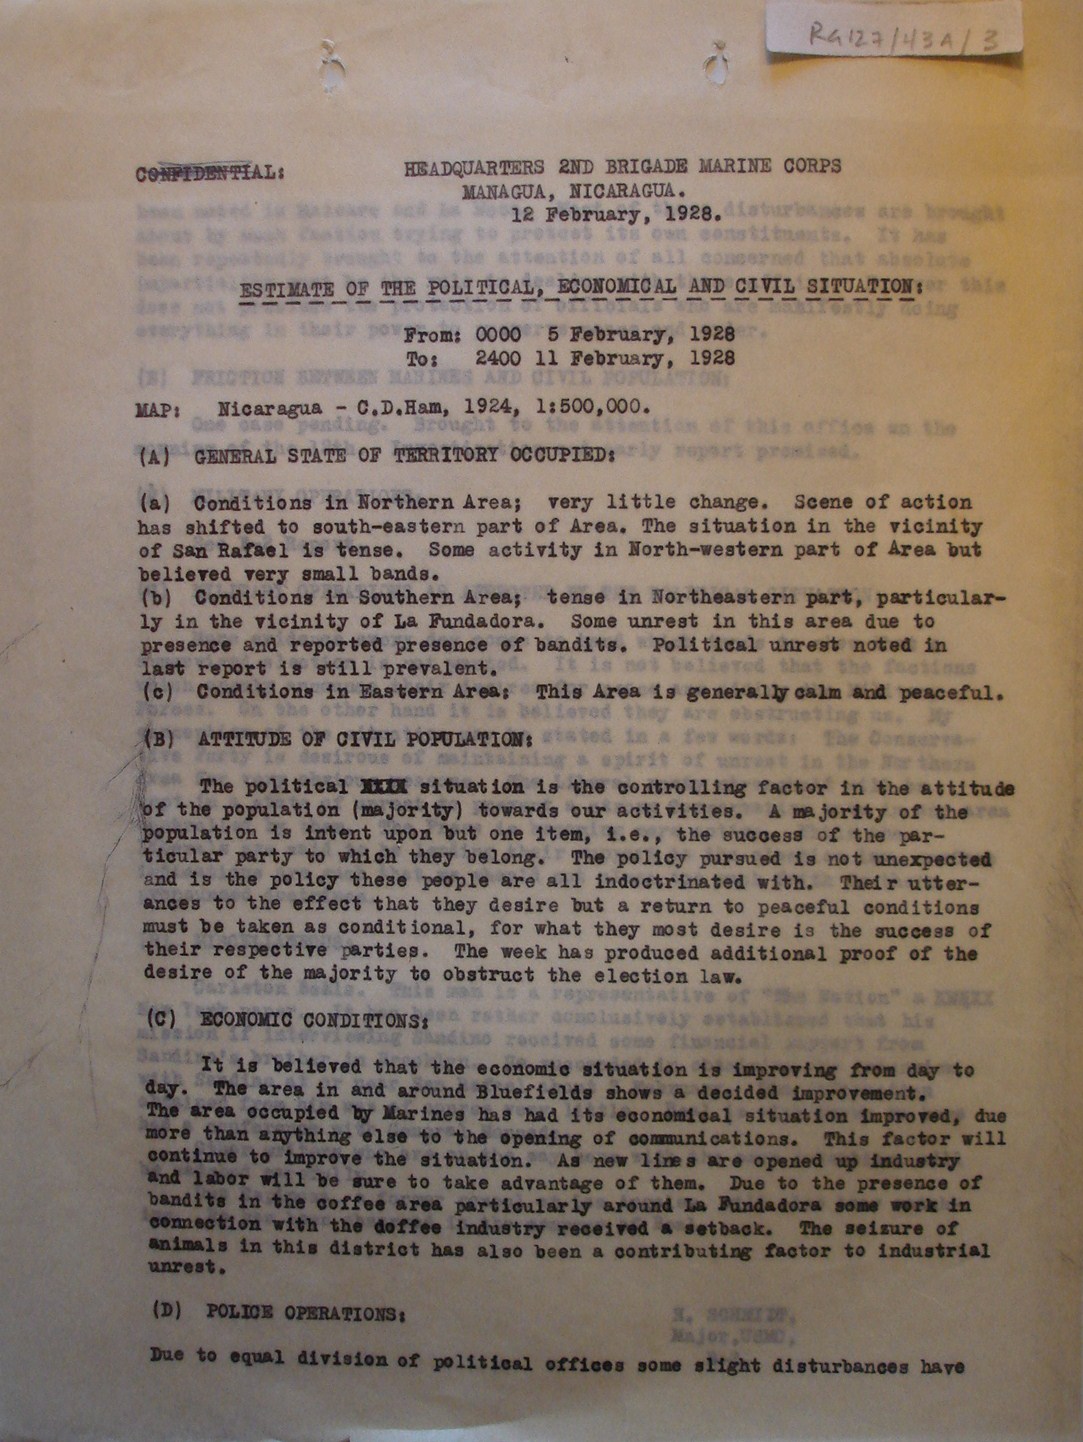 RG127/43A/3
CONFIDENTIAL:
HEADQUARTERS 2ND BRIGADE MARINE CORPS
MANAGUA, NICARAGUA.
12 February, 1928.
ESTIMATE OF THE POLITICAL, ECONOMICAL AND CIVIL SITUATION:
From: 0000 5 February, 1928
To: 2400 11 February, 1928
MAP: Nicaragua - C.D.Ham, 1924, 1:500,000.
(A) GENERAL STATE OF TERRITORY OCCUPIED:
(a) Conditions in Northern Area; very little change. Scene of action
has shifted to south-eastern part of Area. The situation in the vicinity
of San Rafael is tense. Some activity in North-western part of Area but
believed very small bands.
(b) Conditions in Southern Area; tense in Northeastern part, particular-
ly in the vicinity of La Fundadora. Some unrest in this area due to
presence and reported presence of bandits. Political unrest noted in
last report is still prevalent.
(c) Conditions in Eastern Area: This Area is generally calm and peaceful.
(B) ATTITUDE OF CIVIL POPULATION:
The political XXXX situation is the controlling factor in the attitude
of the population (majority) towards our activities. A majority of the
population is intent upon but one item, i.e., the success of the par-
ticular party to which they belong. The policy pursued is not unexpected
and is the policy these people are all indoctrinated with. Their utter-
ances to the effect that they desire but a return to peaceful conditions
must be taken as conditional, for what they most desire is the success of
their respective parties. The week has produced additional proof of the
desire of the majority to obstruct the election law.
(C) ECONOMIC CONDITIONS:
It is believed that the economic situation is improving from day to
day. The area in and around Bluefields shows a decided improvement.
The area occupied by Marines has had its economical situation improved, due
more than anything else to the opening of communications. This factor will
continue to improve the situation. As new lines are opened up industry
and labor will be sure to take advantage of them. Due to the presence of
bandits in the coffee area particularly around La Fundadora some work in
connection with the doffee industry received a setback. The seizure of
animals in this district has also been a contributing factor to industrial
unrest.
(D) POLICE OPERATIONS:
Due to equal division of political offices some slight disturbances have